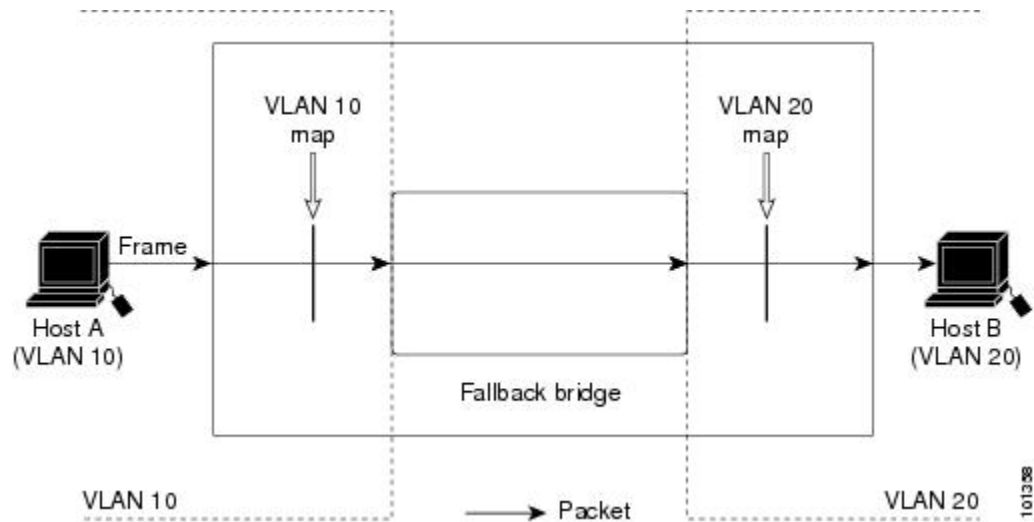 VLAN 10
map
VLAN 20
map
Frame
Host A
(VLAN 10)
Host B
(VLAN 20)
Fallback bridge
VLAN 10
Packet
VLAN 20
101358